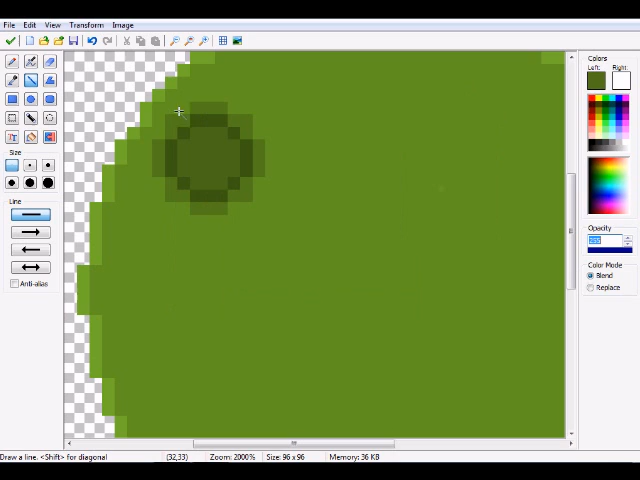 File Edit View Transform Image
Size
Line
Anti-alias
Colors
Left: Right:
Opacity
255
Color Mode
Blend
Replace
Draw a line. <Shift> for diagonal (32,33) Zoom: 2000% Size: 96 x 96 Memory: 36 KB